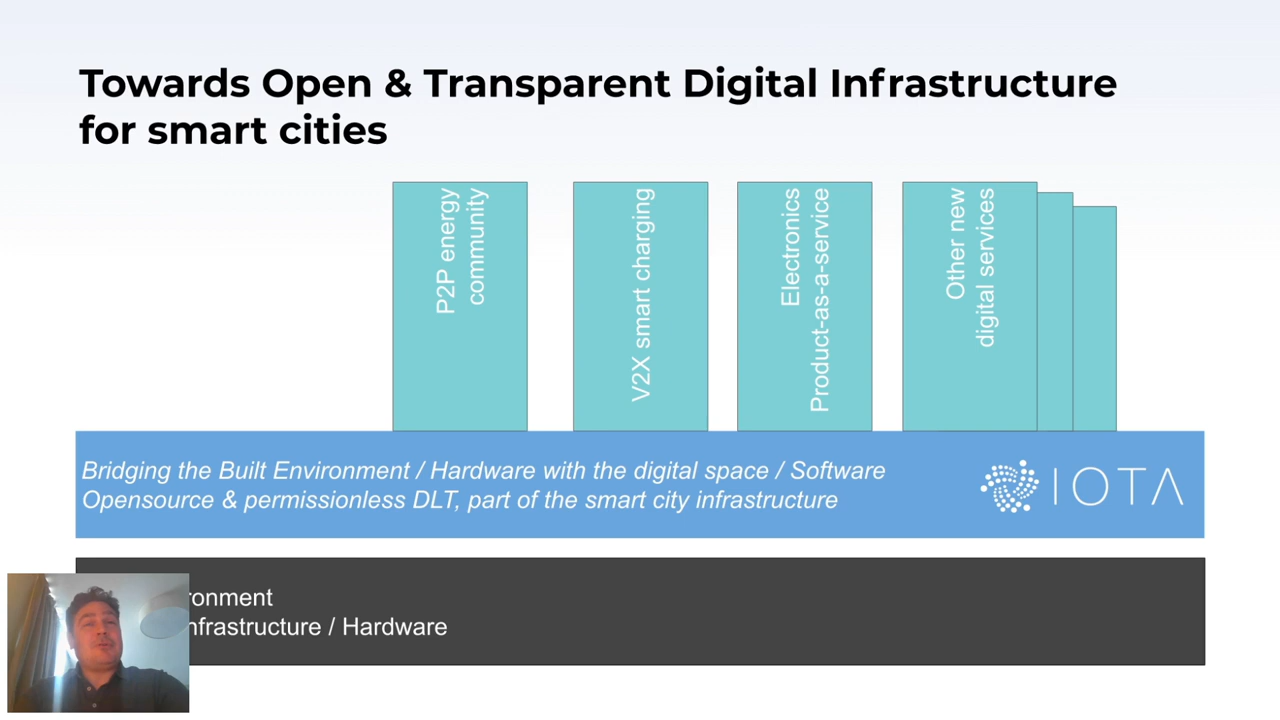 Towards Open & Transparent Digital Infrastructure
for smart cities
P2P energy
community
V2X smart charging
Electronics
Product-as-a-service
Other new
digital services
Bridging the Built Environment / Hardware with the digital space / Software
Opensource & permissionless DLT, part of the smart city infrastructure
IOTA
ronment
nfrastructure / Hardware